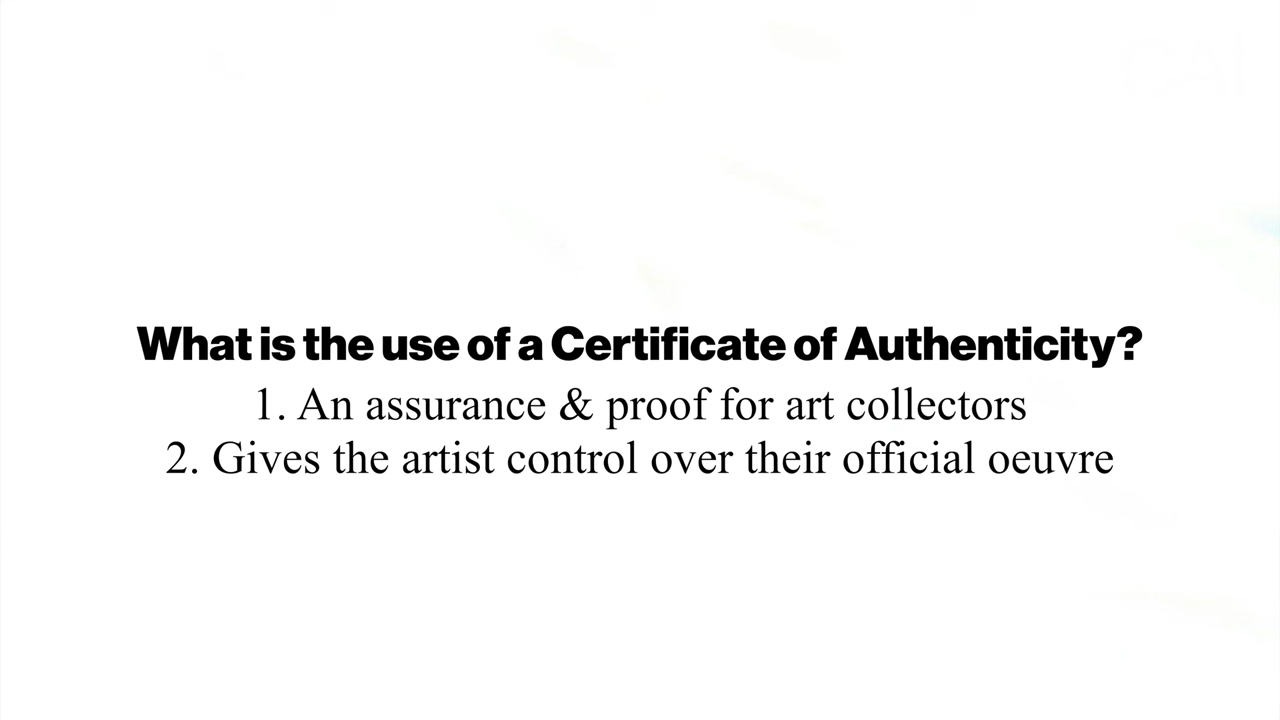 What is the use of a Certificate of Authenticity?
1. An assurance & proof for art collectors
2. Gives the artist control over their official oeuvre